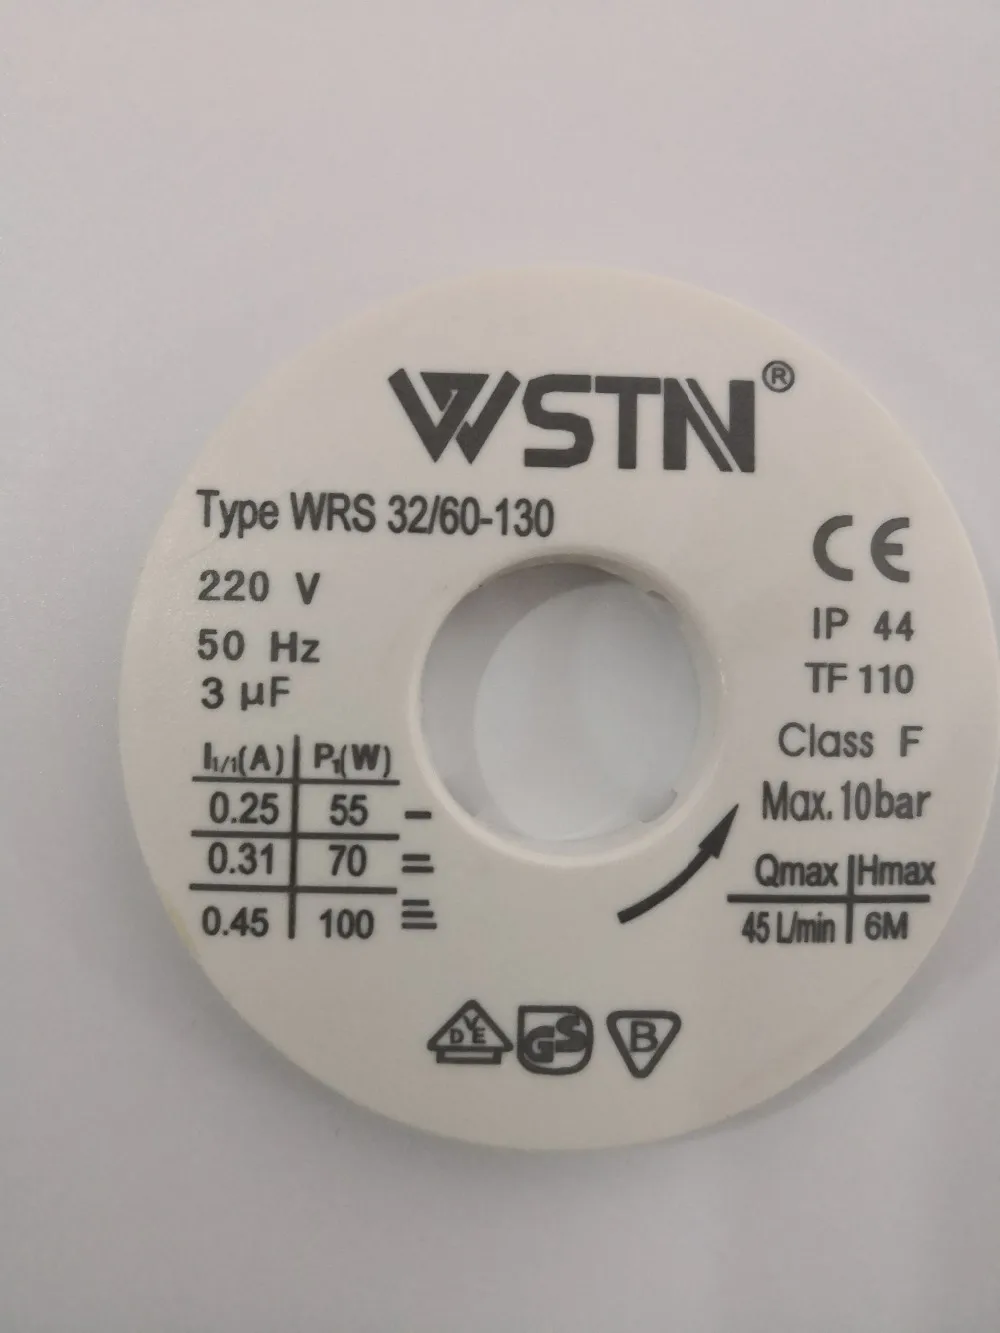 WSTN®
Type WRS 32/60-130
220 V
50 Hz
3 µF
I1/1(A) P1(W)
0.25 55
0.31 70
0.45 100
CE
IP 44
TF 110
Class F
Max. 10bar
Qmax Hmax
45 L/min 6M
DVE GS B